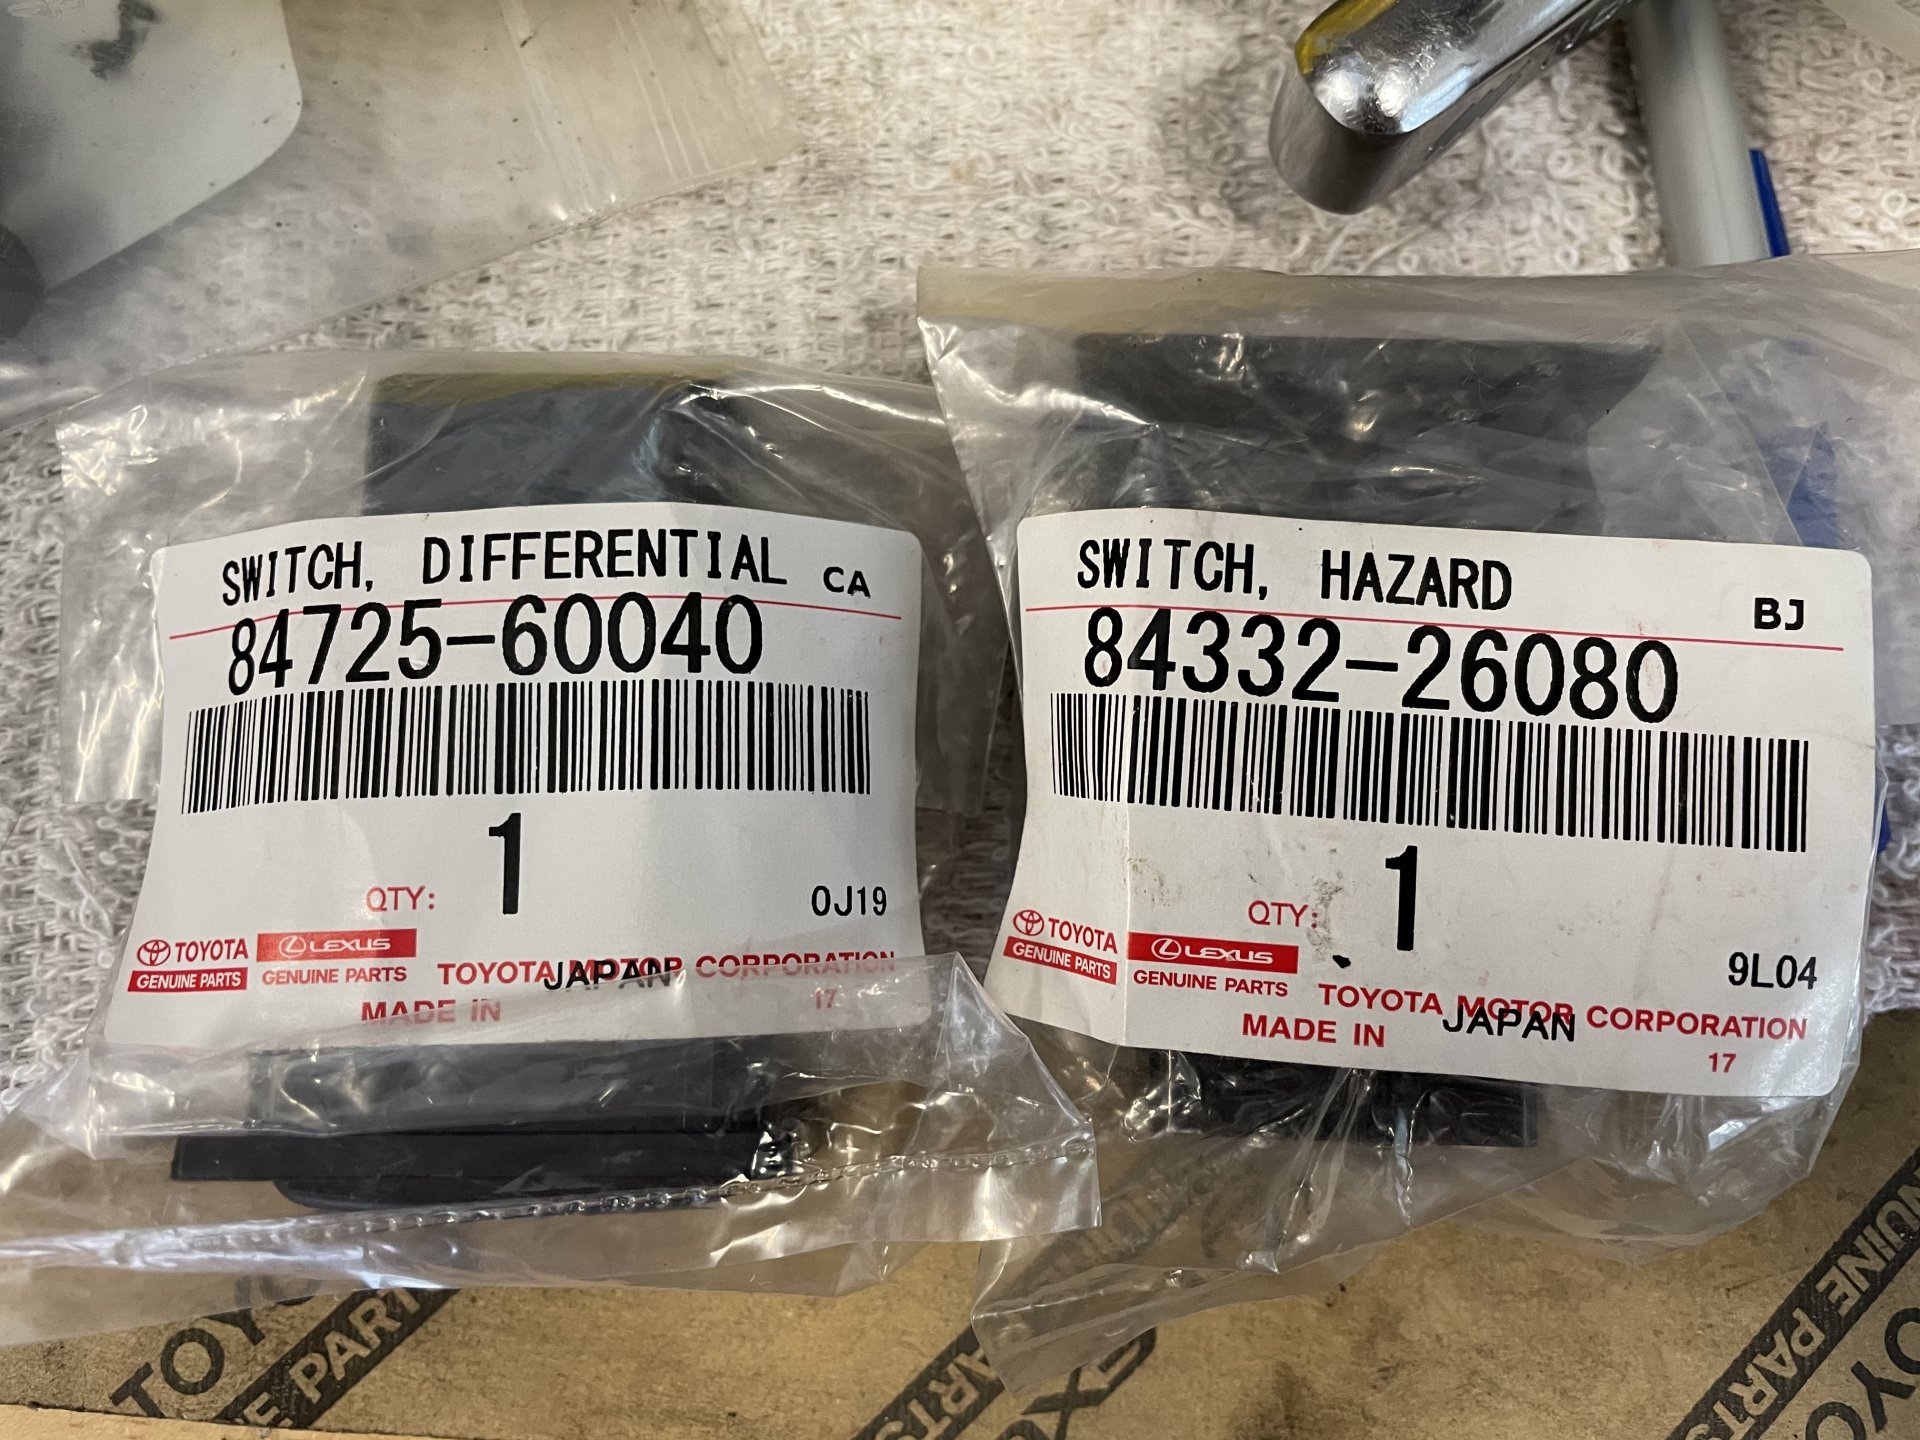 SWITCH, DIFFERENTIAL CA
84725-60040
QTY: 1
0J19
TOYOTA
GENUINE PARTS
LEXUS
GENUINE PARTS
TOYOTA MOTOR CORPORATION
MADE IN JAPAN
17
SWITCH, HAZARD
BJ
84332-26080
QTY: 1
9L04
TOYOTA
GENUINE PARTS
LEXUS
GENUINE PARTS
TOYOTA MOTOR CORPORATION
MADE IN JAPAN
17